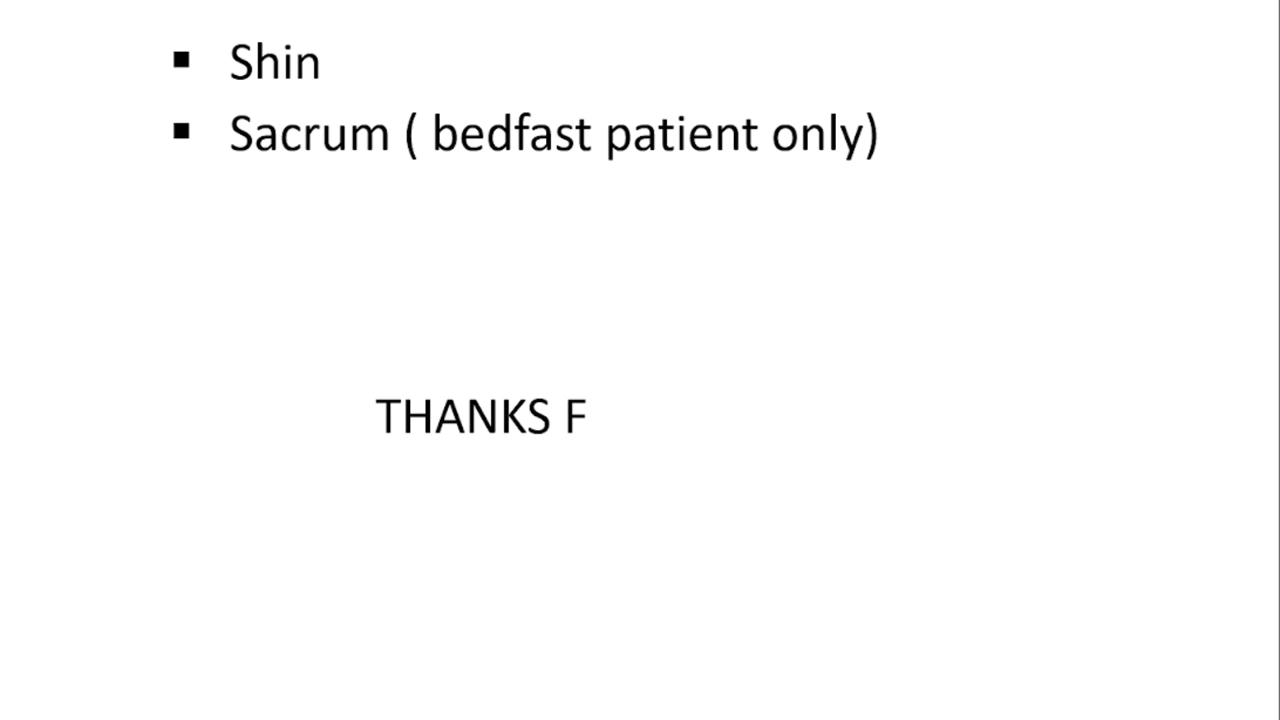 ▪ Shin
▪ Sacrum ( bedfast patient only)
THANKS F